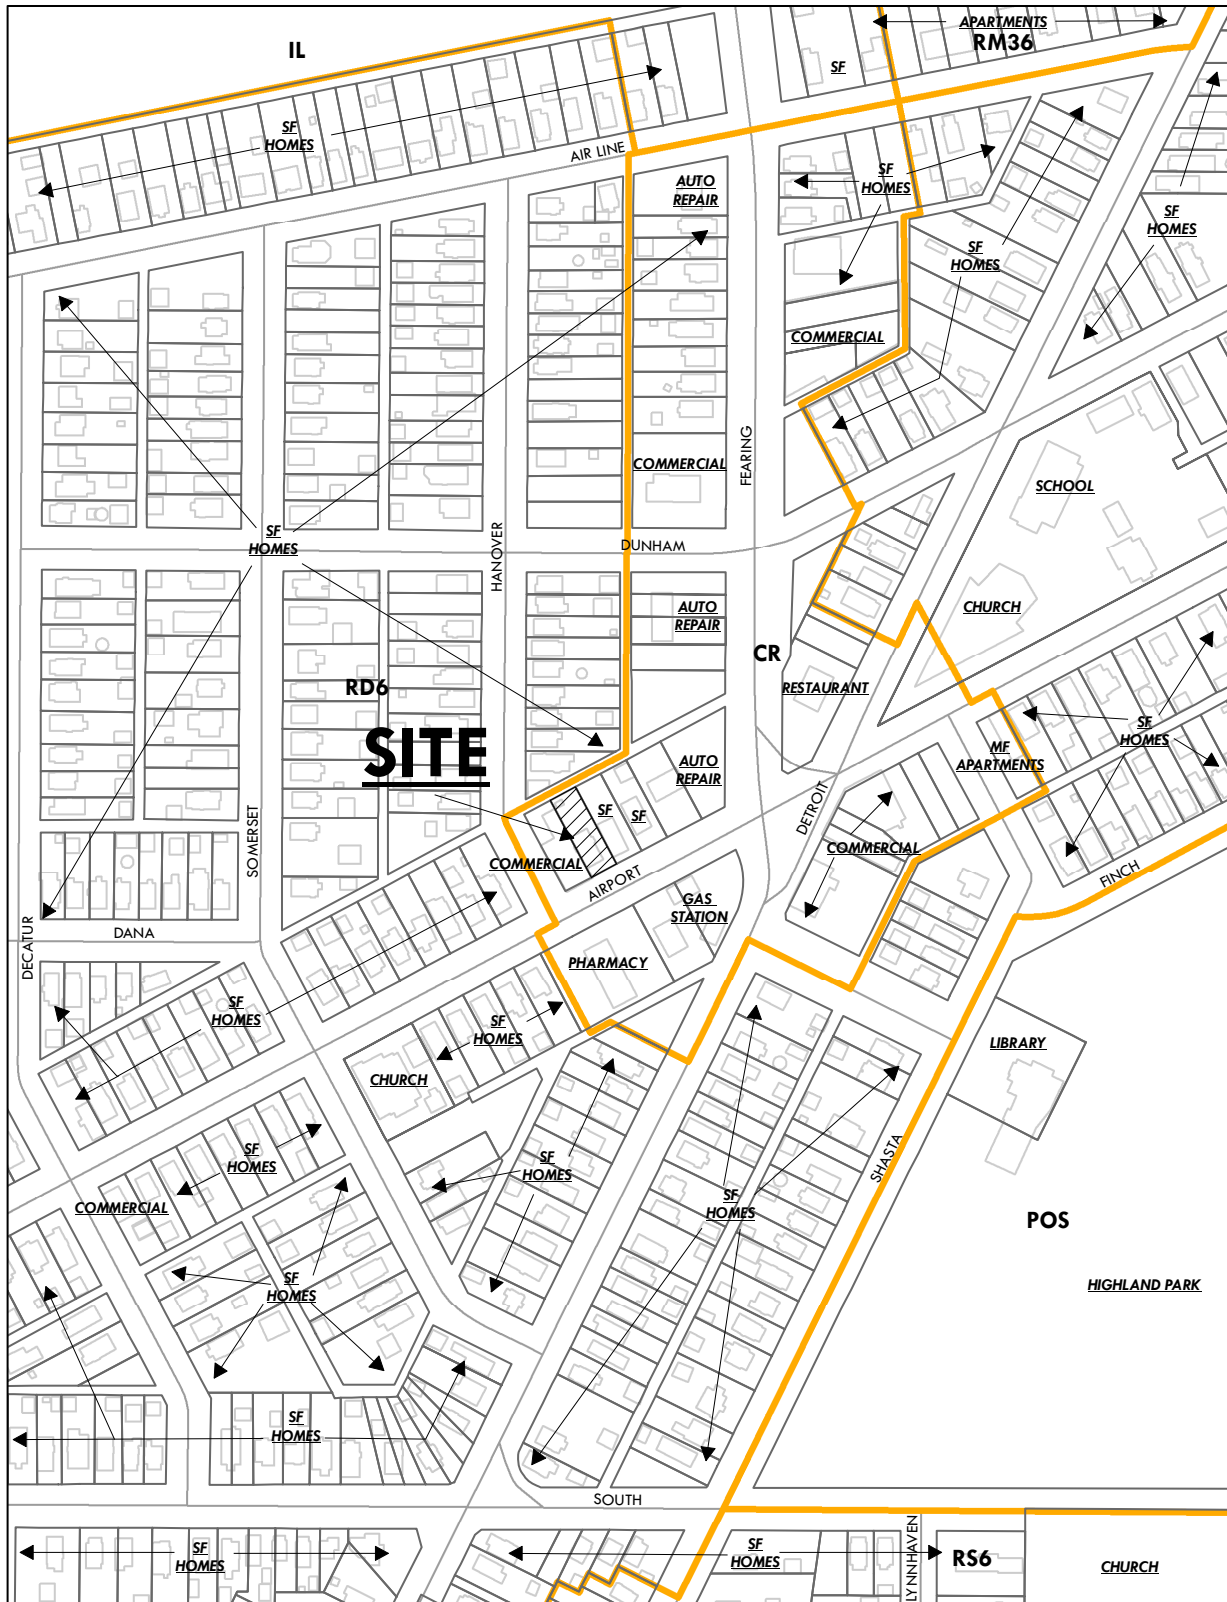 APARTMENTS
RM36
IL
SF
SF
HOMES
AIR LINE
AUTO
REPAIR
SF
HOMES
SF
HOMES
SF
HOMES
COMMERCIAL
FEARING
COMMERCIAL
SCHOOL
SF
HOMES
HANOVER
DUNHAM
AUTO
REPAIR
CHURCH
CR
RD6
RESTAURANT
SITE
SF
HOMES
MF
APARTMENTS
AUTO
REPAIR
DETROIT
SF
SF
SOMERSET
COMMERCIAL
COMMERCIAL
AIRPORT
FINCH
GAS
STATION
DECATUR
DANA
PHARMACY
SF
HOMES
SF
HOMES
LIBRARY
CHURCH
SF
HOMES
SF
HOMES
SHASTA
COMMERCIAL
SF
HOMES
POS
SF
HOMES
HIGHLAND PARK
SF
HOMES
SOUTH
SF
HOMES
SF
HOMES
LYNNHAVEN
RS6
CHURCH